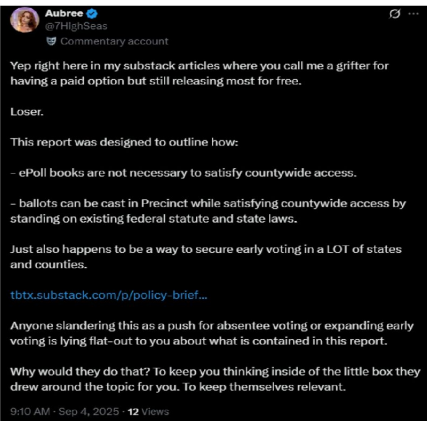 Aubree
@7HighSeas
Commentary account
Yep right here in my substack articles where you call me a grifter for
having a paid option but still releasing most for free.
Loser.
This report was designed to outline how:
- ePoll books are not necessary to satisfy countywide access.
- ballots can be cast in Precinct while satisfying countywide access by
standing on existing federal statute and state laws.
Just also happens to be a way to secure early voting in a LOT of states
and counties.
tbtx.substack.com/p/policy-brief...
Anyone slandering this as a push for absentee voting or expanding early
voting is lying flat-out to you about what is contained in this report.
Why would they do that? To keep you thinking inside of the little box they
drew around the topic for you. To keep themselves relevant.
9:10 AM · Sep 4, 2025 · 12 Views